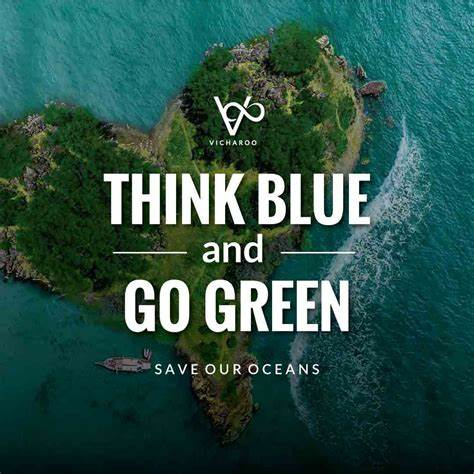 VICHAROO
THINK BLUE
and
GO GREEN
SAVE OUR OCEANS